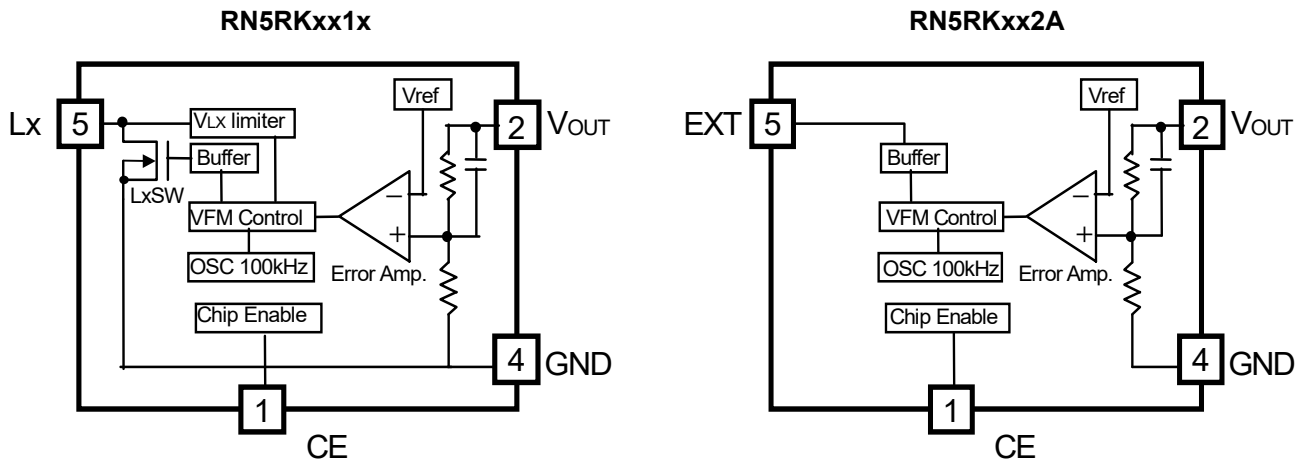 RN5RKxx1x
Lx
5
VLX limiter
Vref
2
VOUT
Buffer
LxSW
VFM Control
−
+
OSC 100kHz
Error Amp.
Chip Enable
4
GND
1
CE
RN5RKxx2A
EXT
5
Vref
2
VOUT
Buffer
VFM Control
−
+
OSC 100kHz
Error Amp.
Chip Enable
4
GND
1
CE